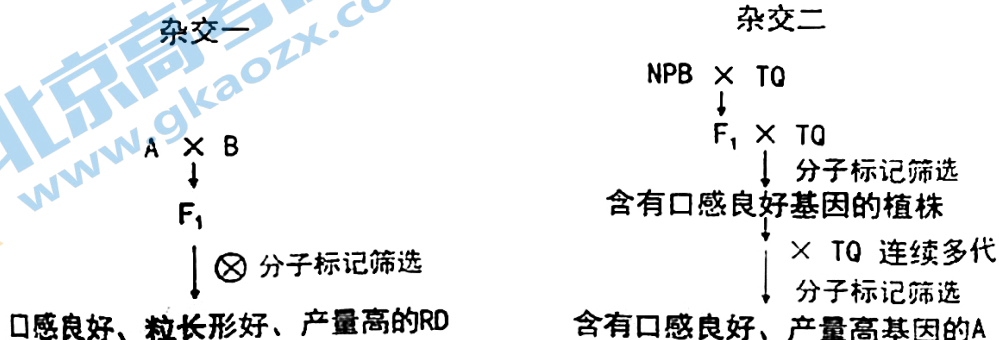 杂交一
A × B
F₁
⊗ 分子标记筛选
口感良好、粒长形好、产量高的RD
杂交二
NPB × TQ
F₁ × TQ
分子标记筛选
含有口感良好基因的植株
× TQ 连续多代
分子标记筛选
含有口感良好、产量高基因的A
www.gkaozx.c